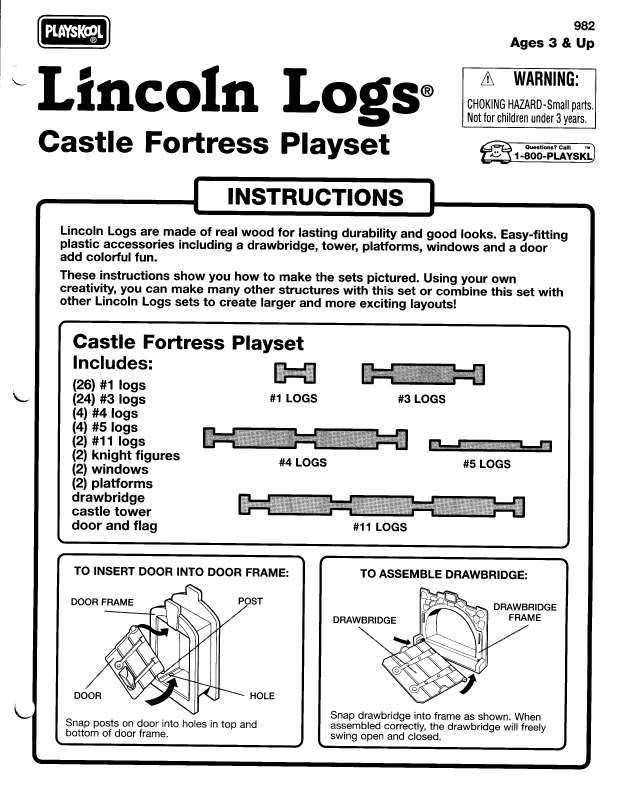 PLAYSKOOL®
982
Ages 3 & Up
Lincoln Logs®
Castle Fortress Playset
⚠ WARNING:
CHOKING HAZARD-Small parts.
Not for children under 3 years.
Questions? Call: ™
1-800-PLAYSKL
INSTRUCTIONS
Lincoln Logs are made of real wood for lasting durability and good looks. Easy-fitting
plastic accessories including a drawbridge, tower, platforms, windows and a door
add colorful fun.
These instructions show you how to make the sets pictured. Using your own
creativity, you can make many other structures with this set or combine this set with
other Lincoln Logs sets to create larger and more exciting layouts!
Castle Fortress Playset
Includes:
(26) #1 logs
(24) #3 logs
(4) #4 logs
(4) #5 logs
(2) #11 logs
(2) knight figures
(2) windows
(2) platforms
drawbridge
castle tower
door and flag
#1 LOGS
#3 LOGS
#4 LOGS
#5 LOGS
#11 LOGS
TO INSERT DOOR INTO DOOR FRAME:
DOOR FRAME
POST
DOOR
HOLE
Snap posts on door into holes in top and
bottom of door frame.
TO ASSEMBLE DRAWBRIDGE:
DRAWBRIDGE
DRAWBRIDGE
FRAME
Snap drawbridge into frame as shown. When
assembled correctly, the drawbridge will freely
swing open and closed.